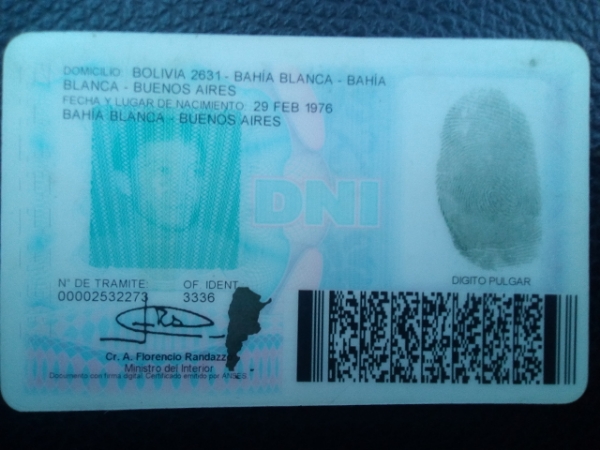 DOMICILIO: BOLIVIA 2631 - BAHÍA BLANCA - BAHÍA
BLANCA - BUENOS AIRES
FECHA Y LUGAR DE NACIMIENTO: 29 FEB 1976
BAHÍA BLANCA - BUENOS AIRES
DNI
DIGITO PULGAR
N° DE TRAMITE: OF IDENT.
00002532273 3336
Cr. A. Florencio Randazzo
Ministro del Interior
Documento con firma digital. Certificado emitido por ANSES